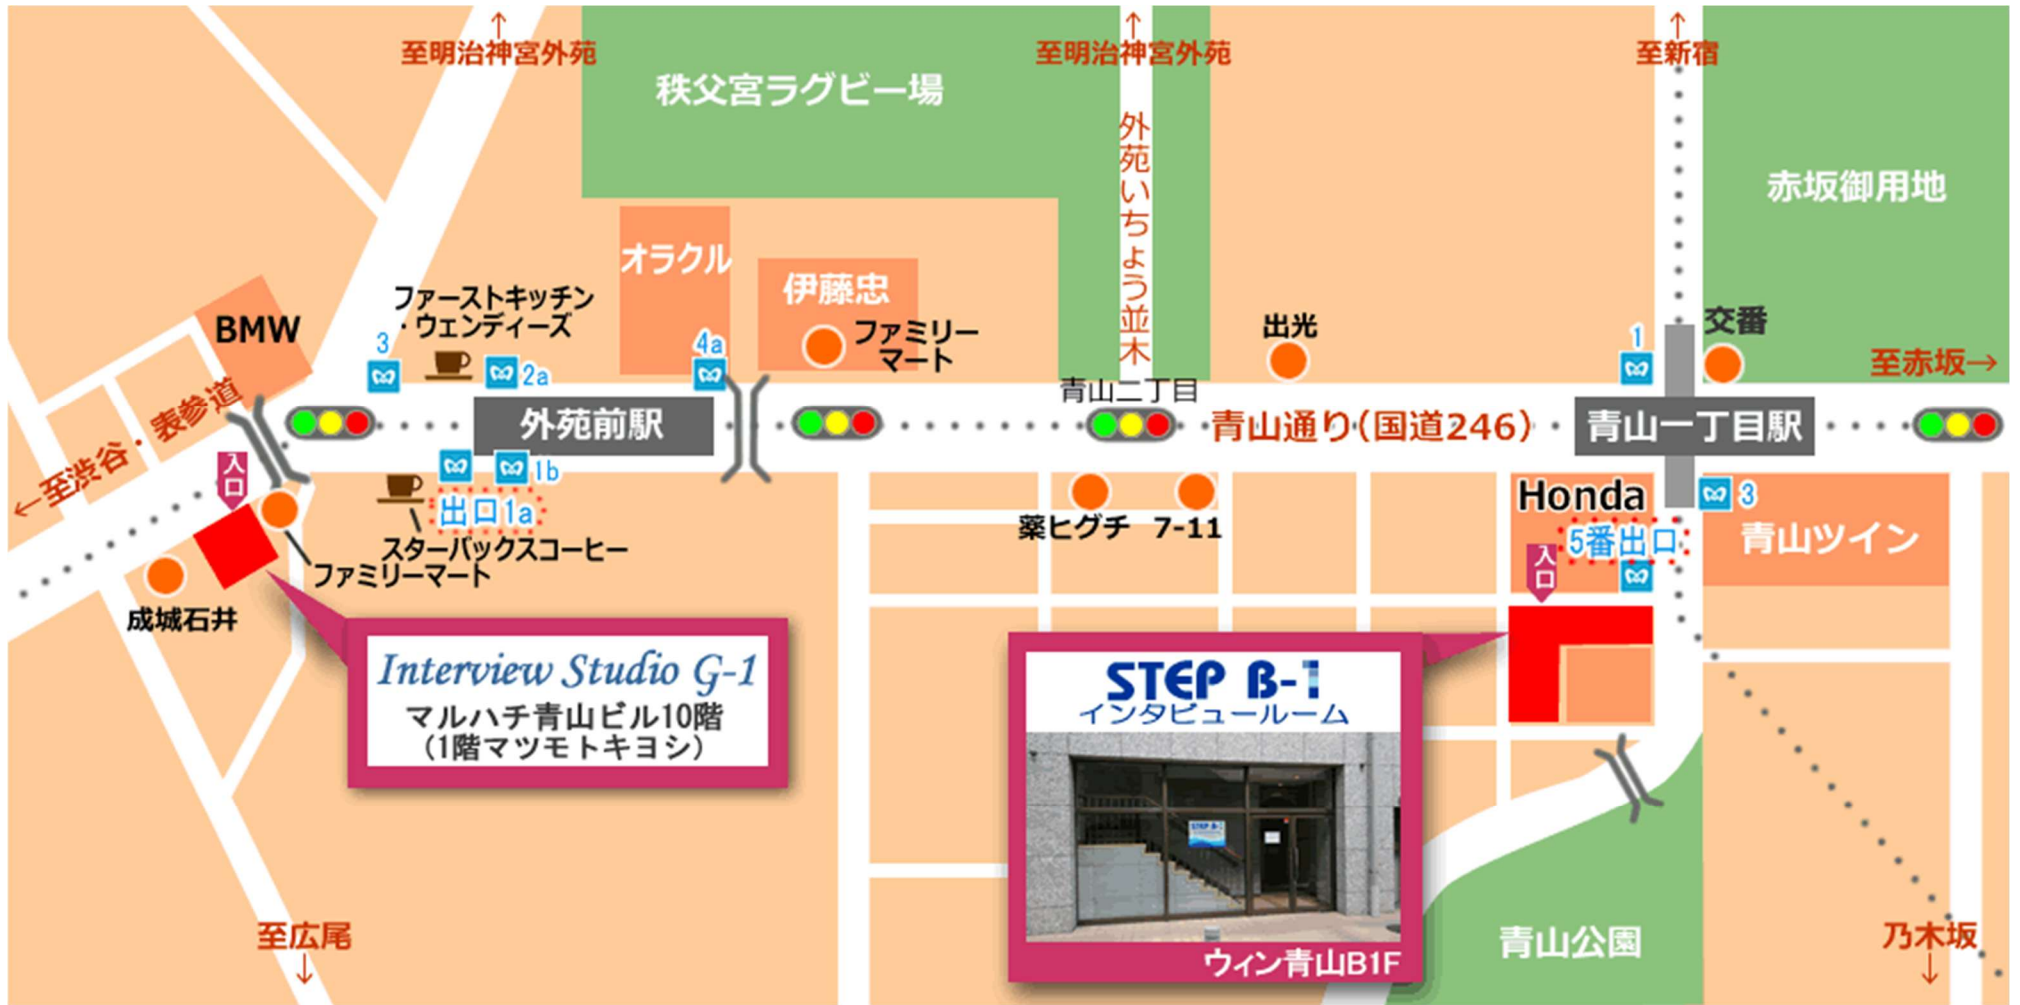 ↑
至明治神宮外苑
↑
至明治神宮外苑
↑
至新宿
秩父宮ラグビー場
外苑いちょう並木
赤坂御用地
オラクル
伊藤忠
ファミリー
マート
BMW
ファーストキッチン
・ウェンディーズ
3
2a
4a
出光
1
交番
至赤坂→
←至渋谷・表参道
外苑前駅
青山二丁目
青山通り(国道246)
青山一丁目駅
入口
1b
出口1a
スターバックスコーヒー
ファミリーマート
成城石井
薬ヒグチ
7-11
Honda
5番出口
入口
3
青山ツイン
Interview Studio G-1
マルハチ青山ビル10階
(1階マツモトキヨシ)
STEP B-1
インタビュールーム
STEP B-1
ウィン青山B1F
至広尾
↓
青山公園
乃木坂
↓